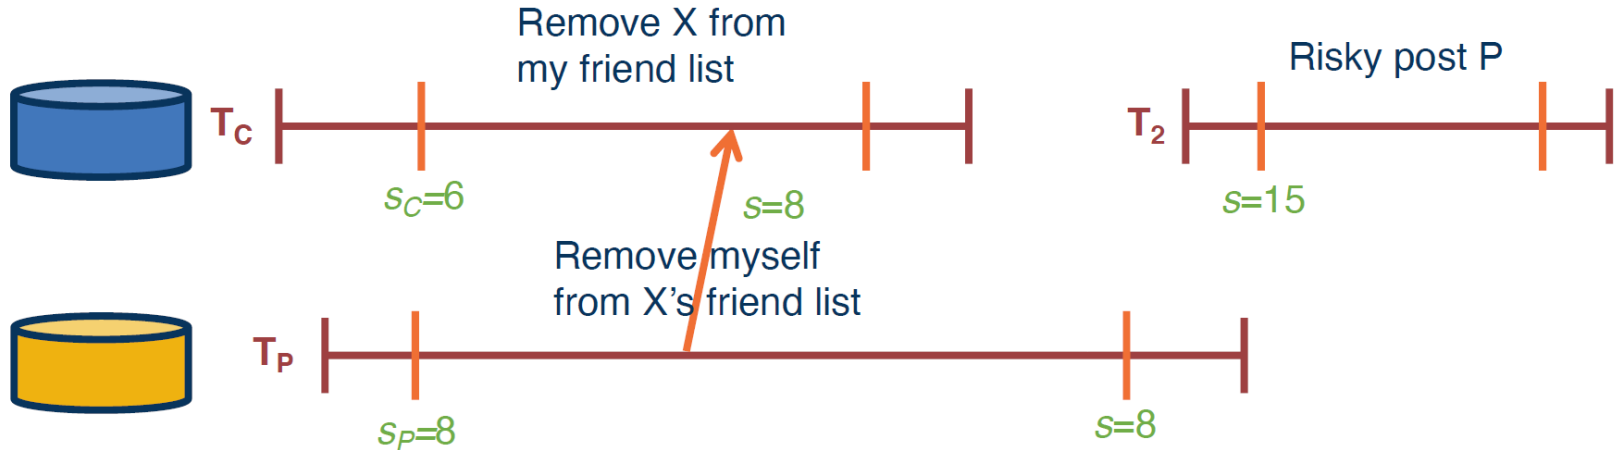 Remove X from
my friend list
Risky post P
T_C
T_2
s_C=6
s=8
s=15
Remove myself
from X's friend list
T_P
s_P=8
s=8